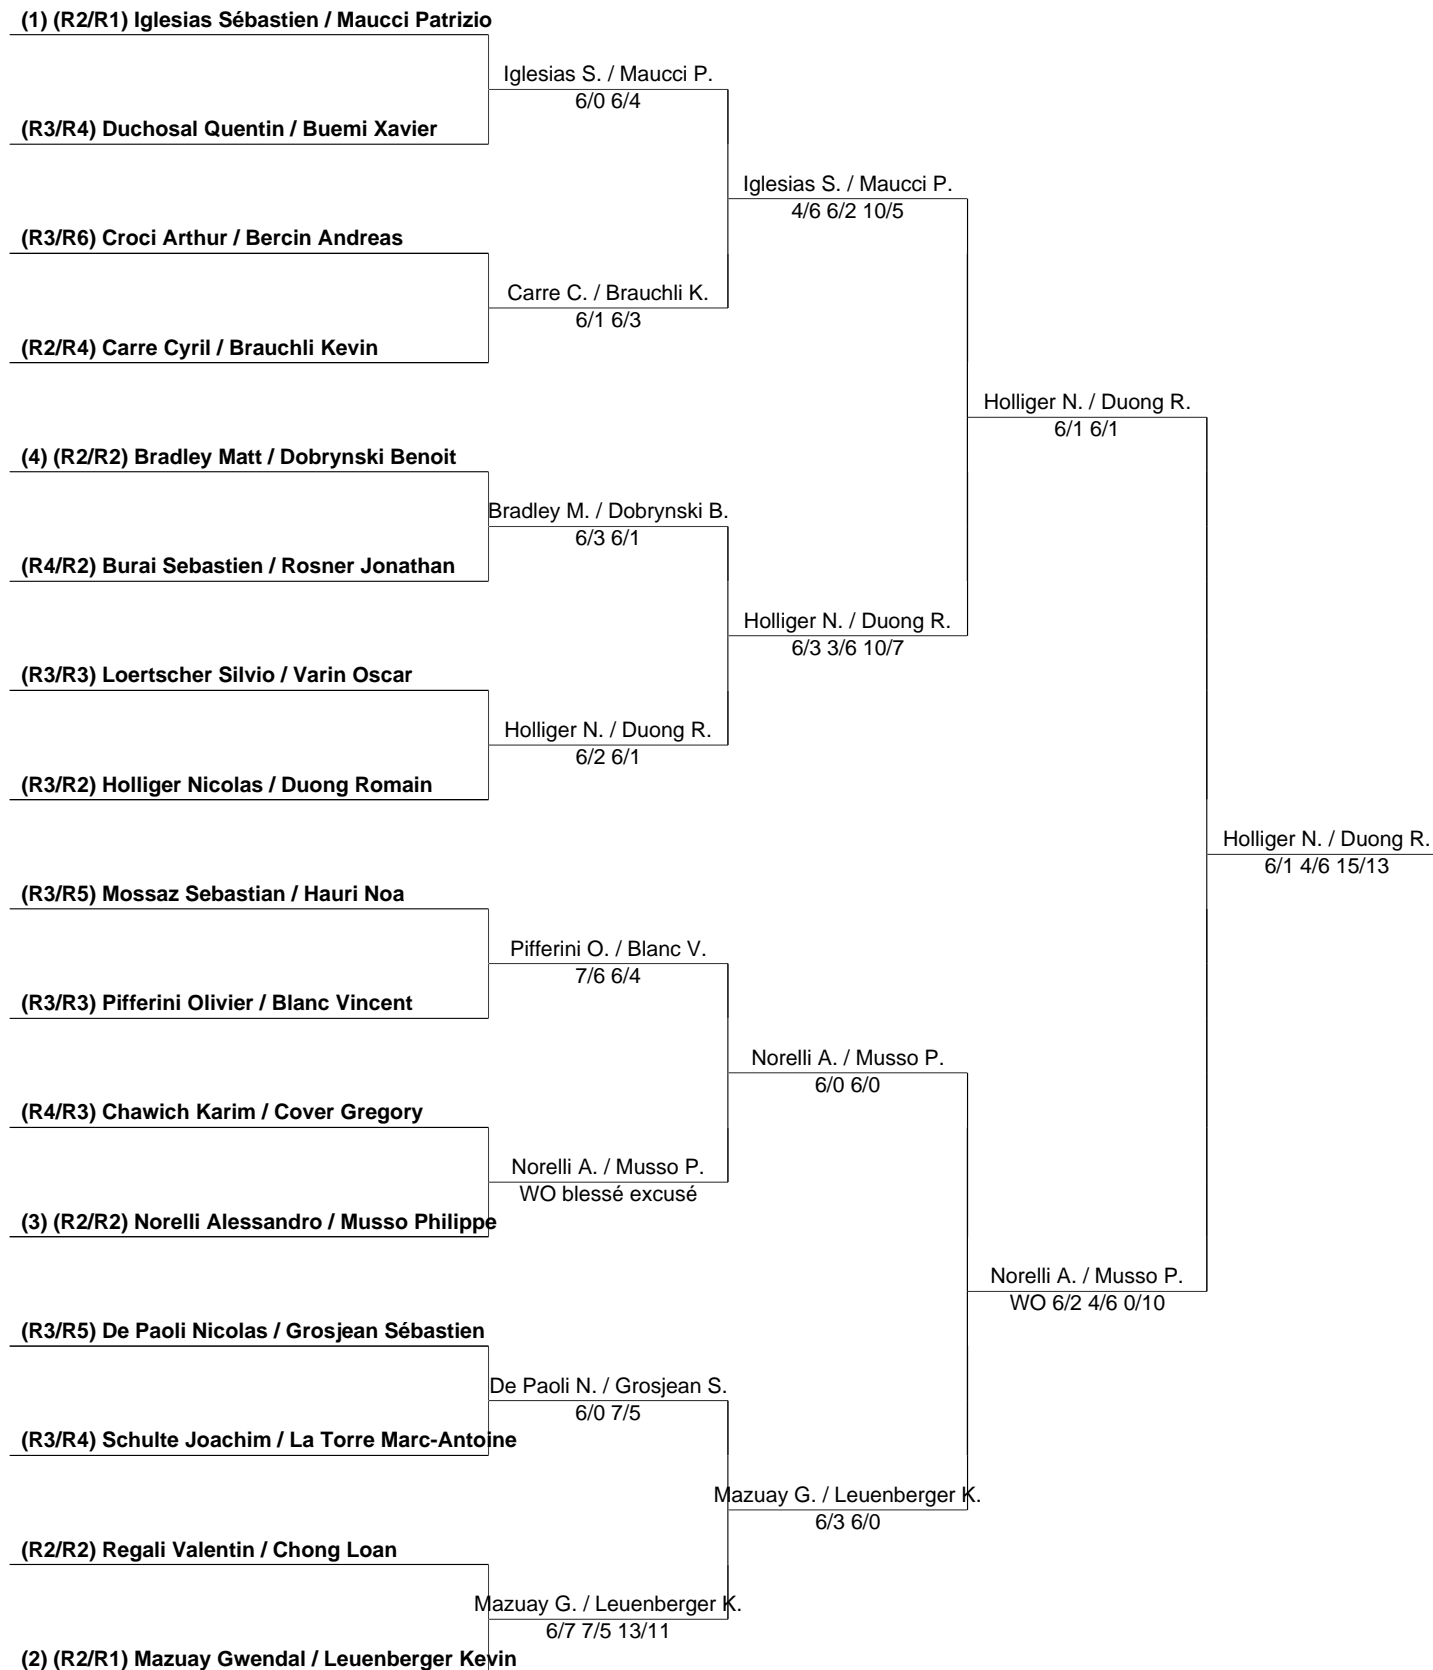 (1) (R2/R1) Iglesias Sébastien / Maucci Patrizio
Iglesias S. / Maucci P.
6/0 6/4
(R3/R4) Duchosal Quentin / Buemi Xavier
Iglesias S. / Maucci P.
4/6 6/2 10/5
(R3/R6) Croci Arthur / Bercin Andreas
Carre C. / Brauchli K.
6/1 6/3
(R2/R4) Carre Cyril / Brauchli Kevin
Holliger N. / Duong R.
6/1 6/1
(4) (R2/R2) Bradley Matt / Dobrynski Benoit
Bradley M. / Dobrynski B.
6/3 6/1
(R4/R2) Burai Sebastien / Rosner Jonathan
Holliger N. / Duong R.
6/3 3/6 10/7
(R3/R3) Loertscher Silvio / Varin Oscar
Holliger N. / Duong R.
6/2 6/1
(R3/R2) Holliger Nicolas / Duong Romain
Holliger N. / Duong R.
6/1 4/6 15/13
(R3/R5) Mossaz Sebastian / Hauri Noa
Pifferini O. / Blanc V.
7/6 6/4
(R3/R3) Pifferini Olivier / Blanc Vincent
Norelli A. / Musso P.
6/0 6/0
(R4/R3) Chawich Karim / Cover Gregory
Norelli A. / Musso P.
WO blessé excusé
(3) (R2/R2) Norelli Alessandro / Musso Philippe
Norelli A. / Musso P.
WO 6/2 4/6 0/10
(R3/R5) De Paoli Nicolas / Grosjean Sébastien
De Paoli N. / Grosjean S.
6/0 7/5
(R3/R4) Schulte Joachim / La Torre Marc-Antoine
Mazuay G. / Leuenberger K.
6/3 6/0
(R2/R2) Regali Valentin / Chong Loan
Mazuay G. / Leuenberger K.
6/7 7/5 13/11
(2) (R2/R1) Mazuay Gwendal / Leuenberger Kevin